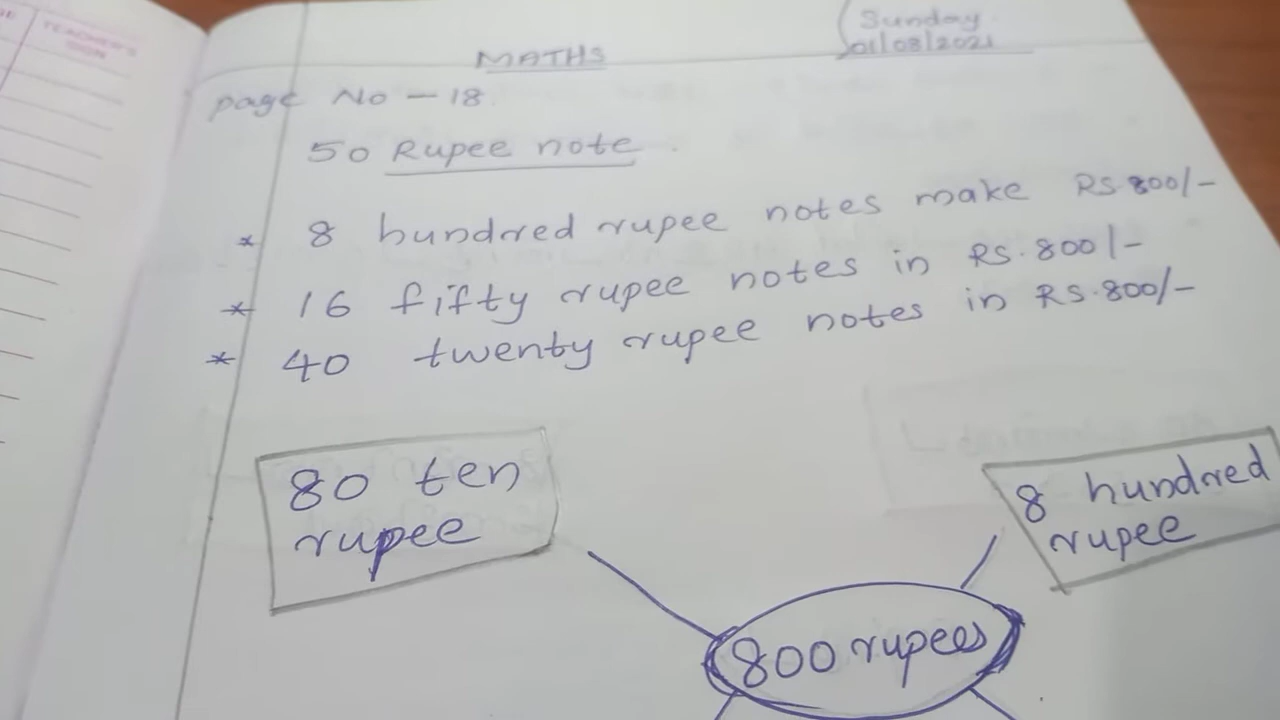 TEACHER'S
SIGN
Sunday
01/08/2021
MATHS
page No - 18
50 Rupee note.
* 8 hundred rupee notes make RS.800/-
* 16 fifty rupee notes in RS.800/-
* 40 twenty rupee notes in RS.800/-
80 ten
rupee
8 hundred
rupee
800 rupees